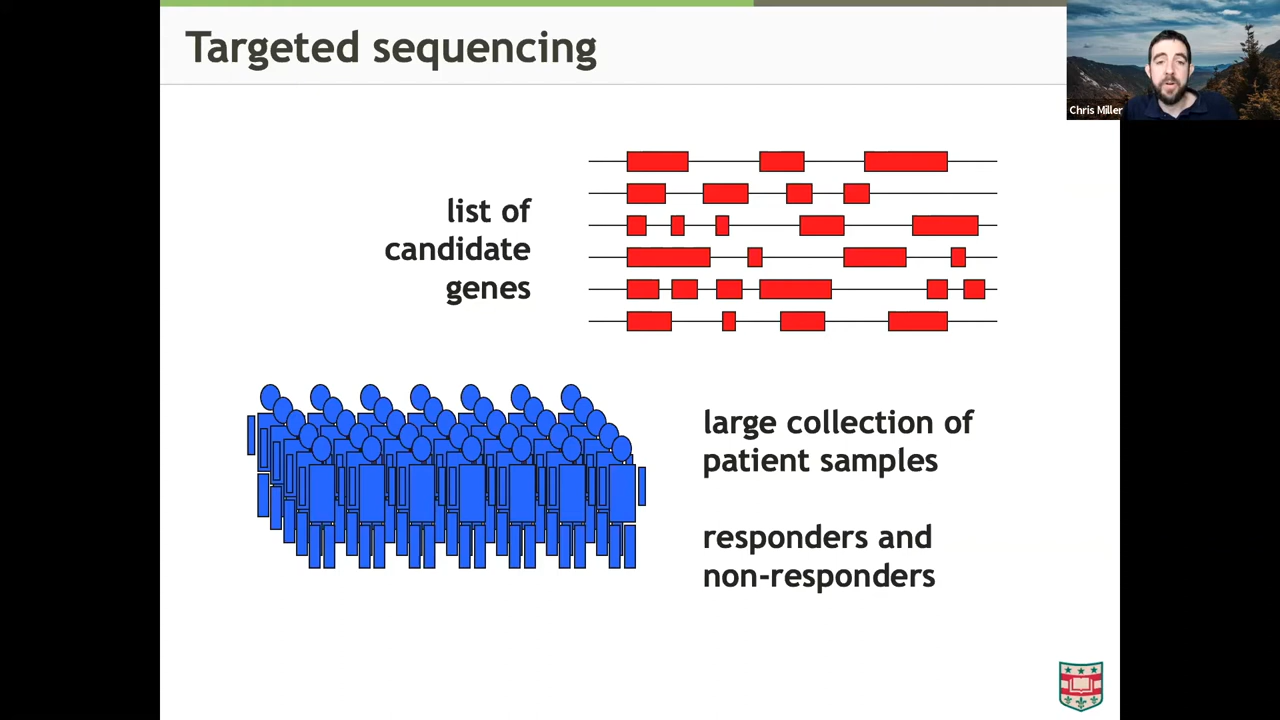 Targeted sequencing
Chris Miller
list of
candidate
genes
large collection of
patient samples
responders and
non-responders